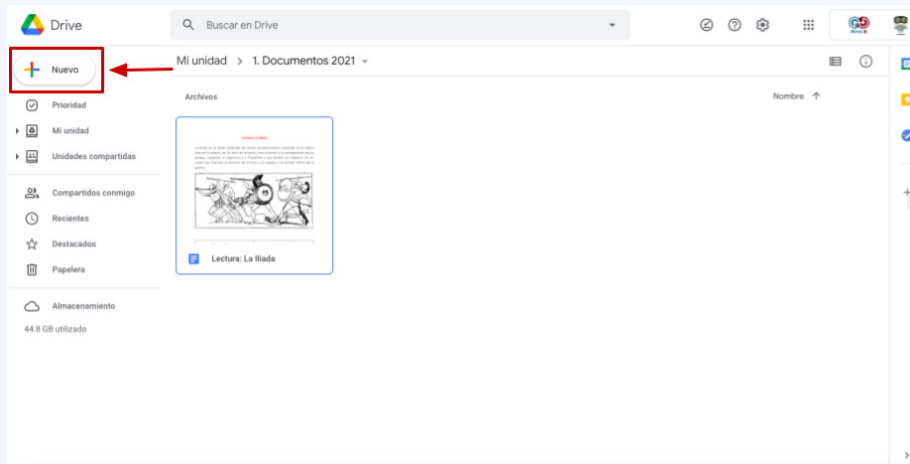 Drive
Buscar en Drive
Nuevo
Mi unidad > 1. Documentos 2021
Prioridad
Archivos
Nombre
Mi unidad
Unidades compartidas
Compartidos conmigo
Recientes
Destacados
Papelera
Lectura: La Iliada
Almacenamiento
44.8 GB utilizado